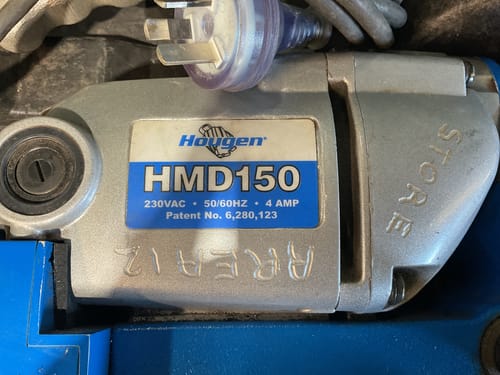 Hougen®
HMD150
230VAC • 50/60HZ • 4 AMP
Patent No. 6,280,123
AREA 12
STORE